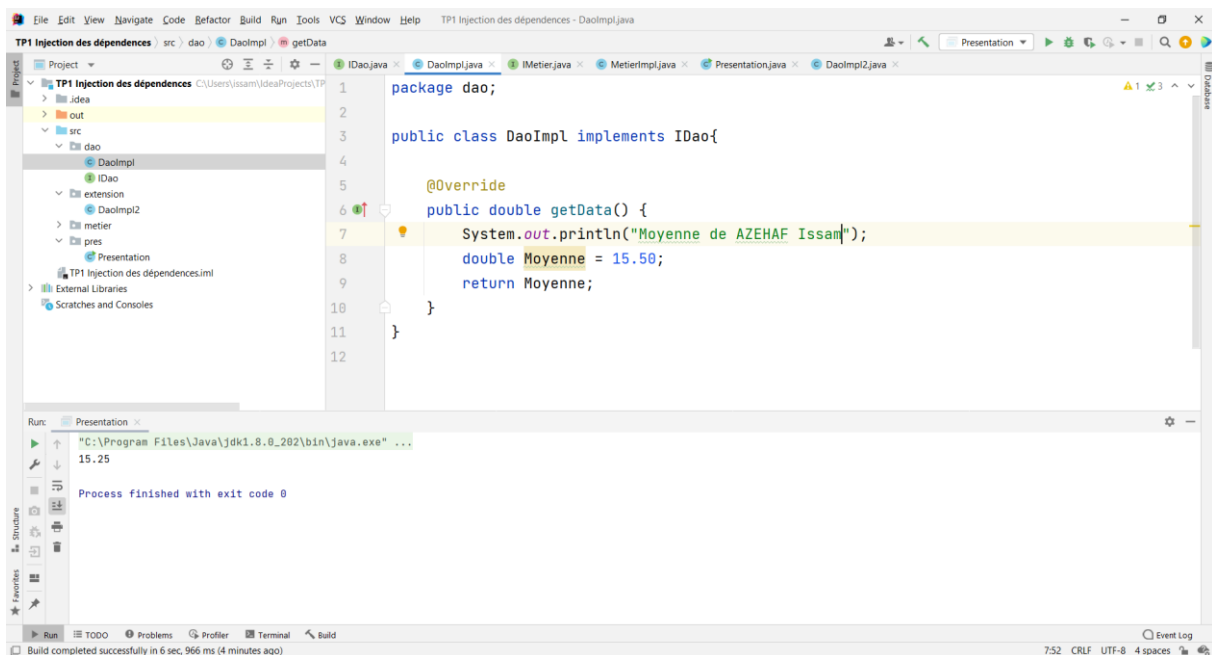 File Edit View Navigate Code Refactor Build Run Tools VCS Window Help TP1 Injection des dépendences - DaoImpl.java
TP1 Injection des dépendences src dao DaoImpl getData Presentation
Project IDao.java DaoImpl.java IMetier.java MetierImpl.java Presentation.java DaoImpl2.java
Project
Database
TP1 Injection des dépendences C:\Users\issam\IdeaProjects\TP
.idea
out
src
dao
DaoImpl
IDao
extension
DaoImpl2
metier
pres
Presentation
TP1 Injection des dépendences.iml
External Libraries
Scratches and Consoles
1 package dao;
2
3 public class DaoImpl implements IDao{
4
5 @Override
6 public double getData() {
7 System.out.println("Moyenne de AZEHAF Issam");
8 double Moyenne = 15.50;
9 return Moyenne;
10 }
11 }
12
1 3
Run: Presentation
"C:\Program Files\Java\jdk1.8.0_202\bin\java.exe" ...
15.25
Process finished with exit code 0
Structure
Favorites
Run TODO Problems Profiler Terminal Build Event Log
Build completed successfully in 6 sec, 966 ms (4 minutes ago) 7:52 CRLF UTF-8 4 spaces